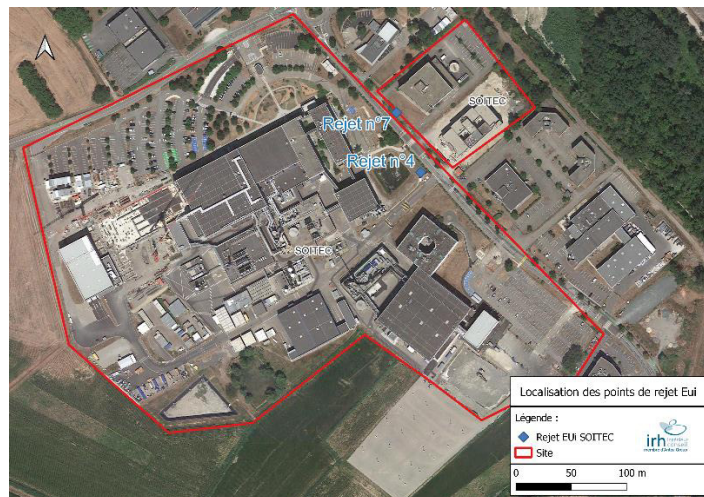 SOITEC
Rejet n°7
Rejet n°4
SOITEC
Localisation des points de rejet Eui
Légende :
Rejet EUi SOITEC
Site
irh
0 50 100 m